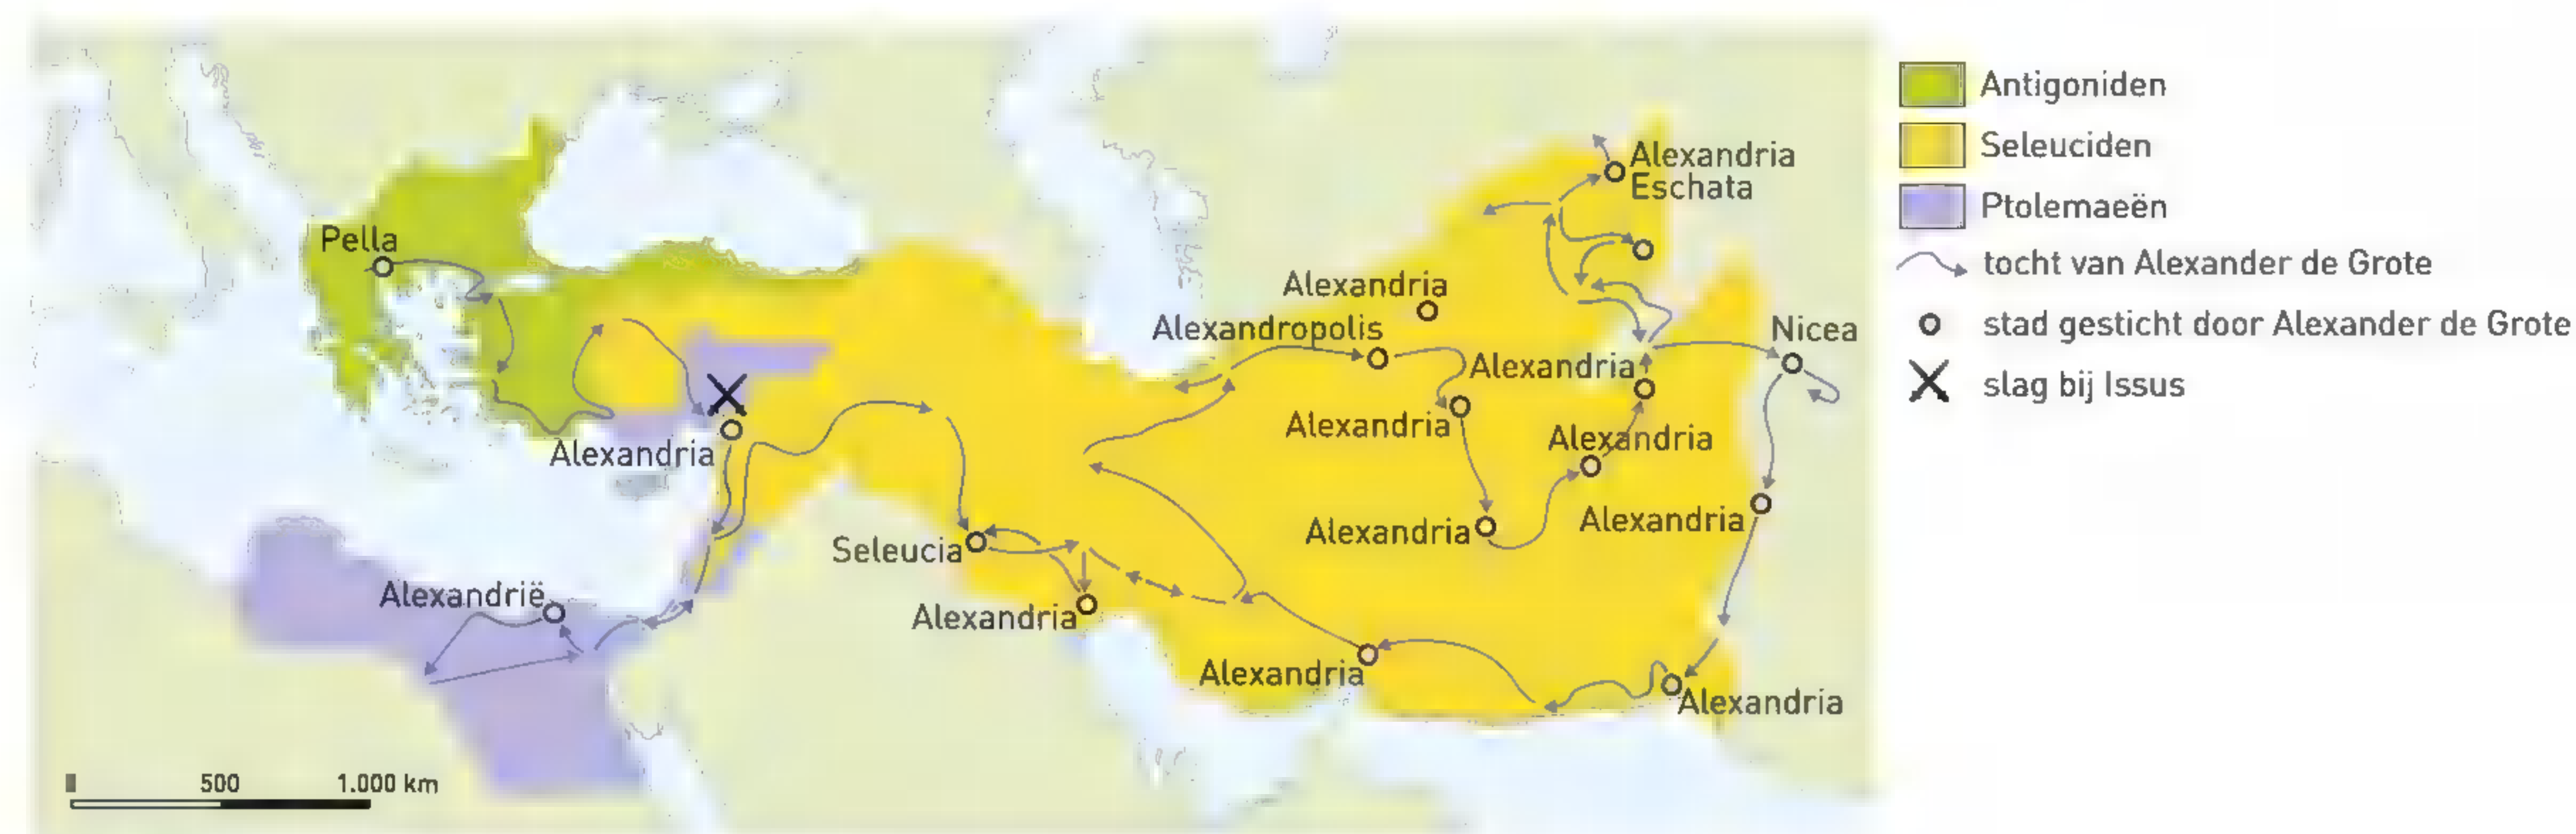 Antigoniden
Seleuciden
Ptolemaeën
tocht van Alexander de Grote
stad gesticht door Alexander de Grote
slag bij Issus
Alexandria
Eschata
Pella
Alexandria
Alexandropolis
Nicea
Alexandria
Alexandria
Alexandria
Alexandria
Alexandria
Alexandria
Seleucia
Alexandrië
Alexandria
Alexandria
Alexandria
500
1.000 km